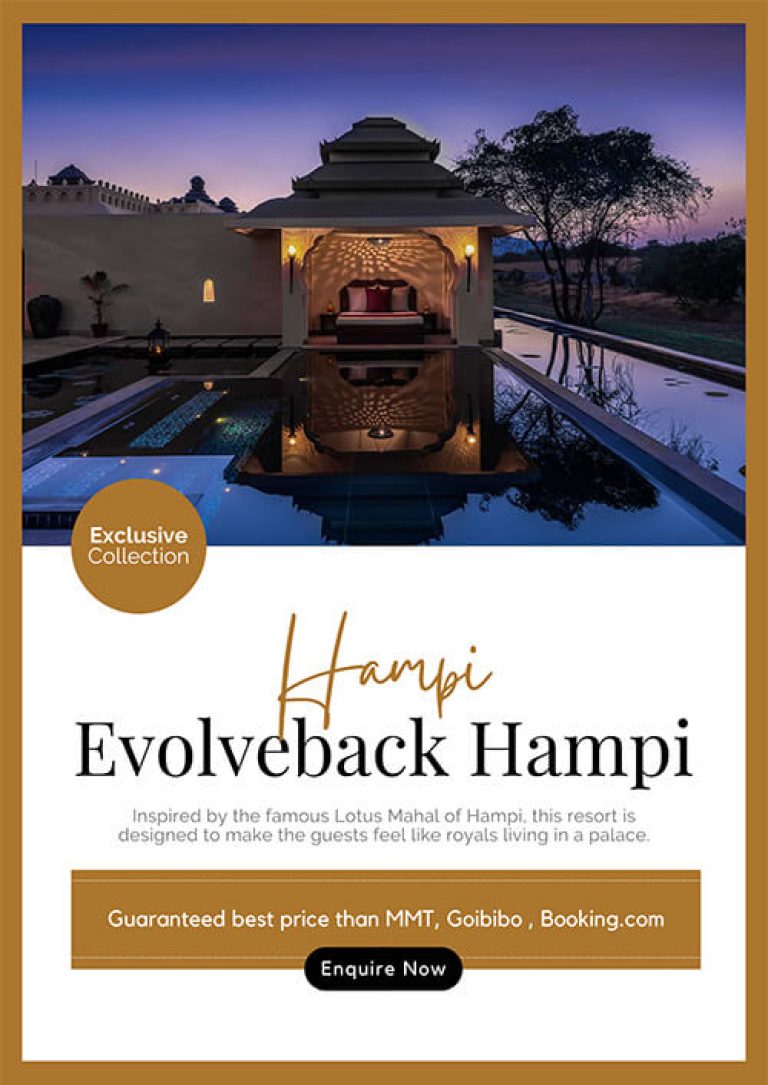 Exclusive
Collection
Hampi
Evolveback Hampi
Inspired by the famous Lotus Mahal of Hampi, this resort is
designed to make the guests feel like royals living in a palace.
Guaranteed best price than MMT, Goibibo , Booking.com
Enquire Now